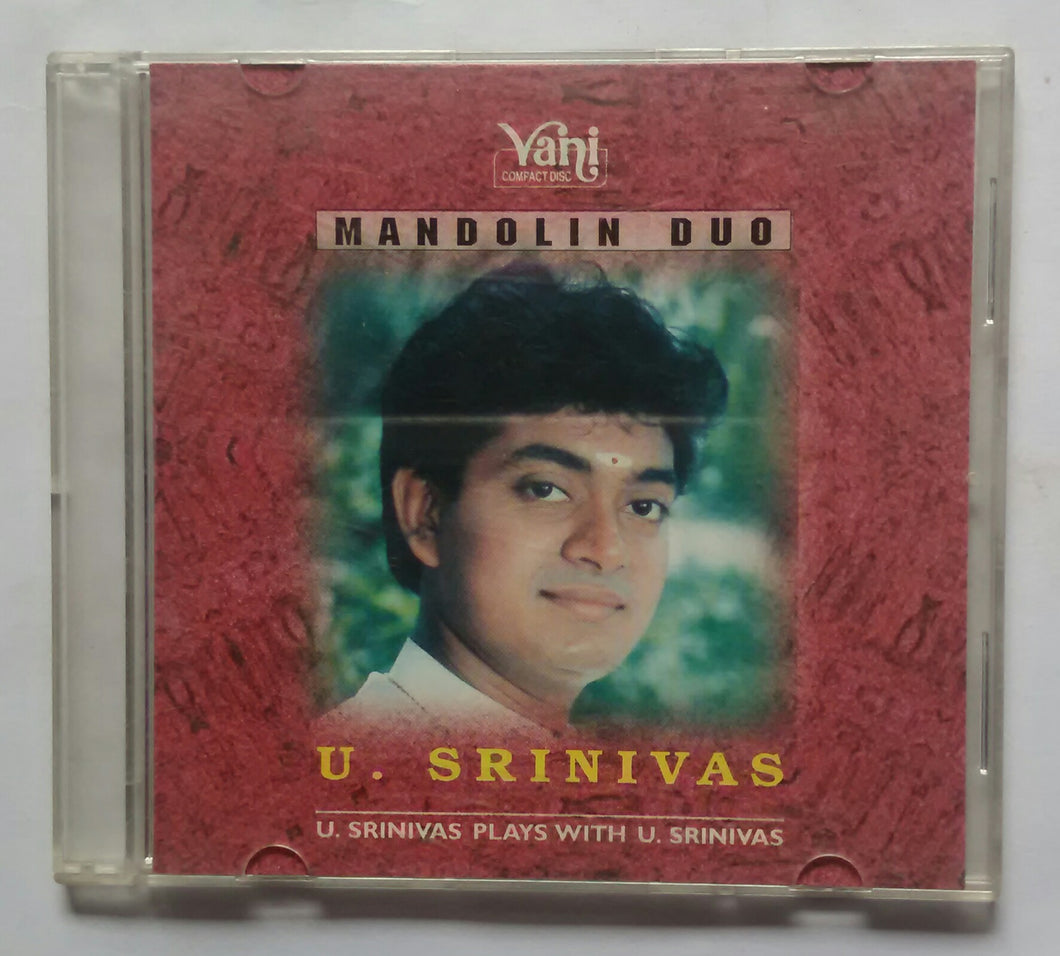 Vani
COMPACT DISC
MANDOLIN DUO
U. SRINIVAS
U. SRINIVAS PLAYS WITH U. SRINIVAS